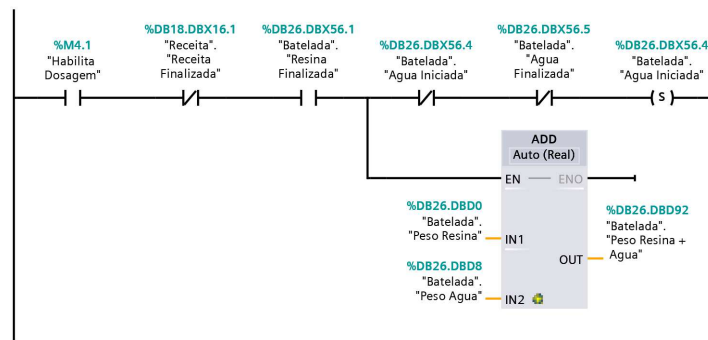 %M4.1
"Habilita
Dosagem"
%DB18.DBX16.1
"Receita".
"Receita
Finalizada"
%DB26.DBX56.1
"Batelada".
"Resina
Finalizada"
%DB26.DBX56.4
"Batelada".
"Agua Iniciada"
%DB26.DBX56.5
"Batelada".
"Agua
Finalizada"
%DB26.DBX56.4
"Batelada".
"Agua Iniciada"
S
ADD
Auto (Real)
EN
ENO
%DB26.DBD0
"Batelada".
"Peso Resina"
IN1
%DB26.DBD8
"Batelada".
"Peso Agua"
IN2
OUT
%DB26.DBD92
"Batelada".
"Peso Resina +
Agua"